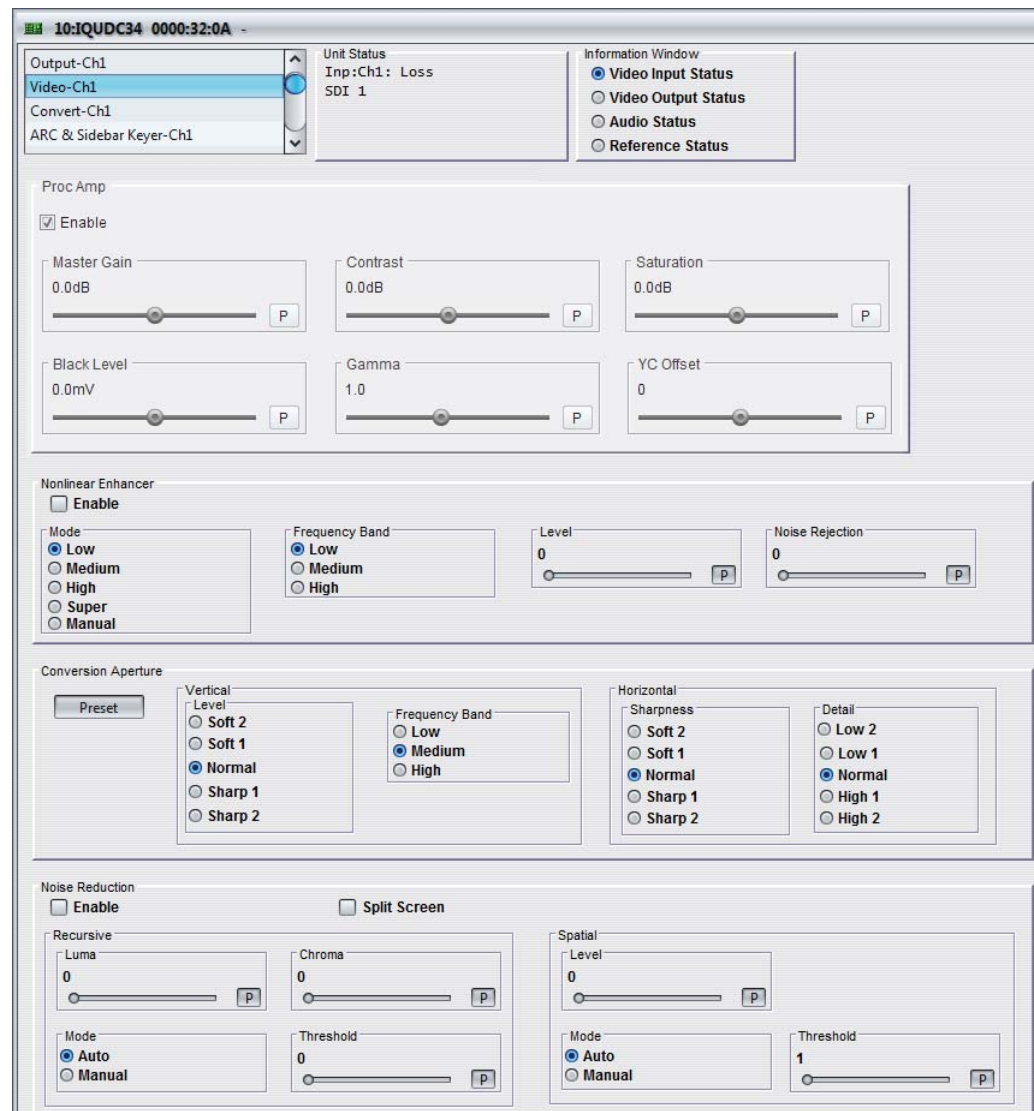 10:IQUDC34 0000:32:0A -
Output-Ch1
Video-Ch1
Convert-Ch1
ARC & Sidebar Keyer-Ch1
Unit Status
Inp:Ch1: Loss
SDI 1
Information Window
Video Input Status
Video Output Status
Audio Status
Reference Status
Proc Amp
Enable
Master Gain
0.0dB
P
Contrast
0.0dB
P
Saturation
0.0dB
P
Black Level
0.0mV
P
Gamma
1.0
P
YC Offset
0
P
Nonlinear Enhancer
Enable
Mode
Low
Medium
High
Super
Manual
Frequency Band
Low
Medium
High
Level
0
P
Noise Rejection
0
P
Conversion Aperture
Preset
Vertical
Level
Soft 2
Soft 1
Normal
Sharp 1
Sharp 2
Frequency Band
Low
Medium
High
Horizontal
Sharpness
Soft 2
Soft 1
Normal
Sharp 1
Sharp 2
Detail
Low 2
Low 1
Normal
High 1
High 2
Noise Reduction
Enable
Split Screen
Recursive
Luma
0
P
Chroma
0
P
Mode
Auto
Manual
Threshold
0
P
Spatial
Level
0
P
Mode
Auto
Manual
Threshold
1
P